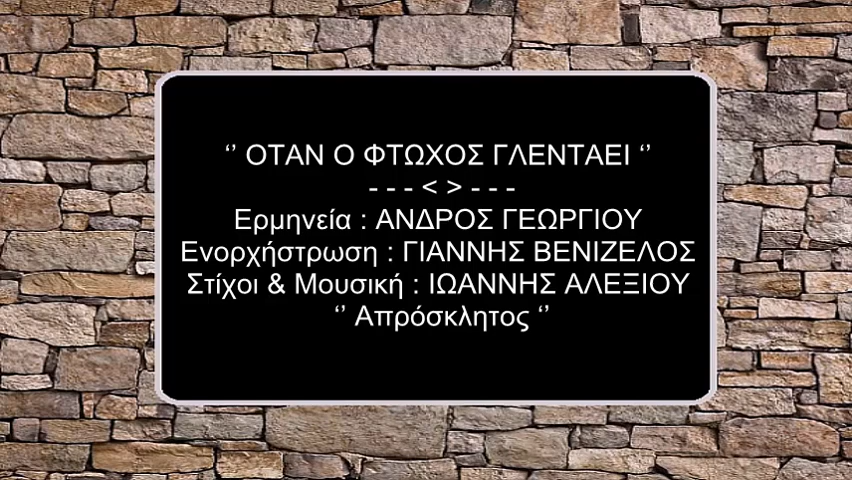 ‘’ ΟΤΑΝ Ο ΦΤΩΧΟΣ ΓΛΕΝΤΑΕΙ ‘’
- - - < > - - -
Ερμηνεία : ΑΝΔΡΟΣ ΓΕΩΡΓΙΟΥ
Ενορχήστρωση : ΓΙΑΝΝΗΣ ΒΕΝΙΖΕΛΟΣ
Στίχοι & Μουσική : ΙΩΑΝΝΗΣ ΑΛΕΞΙΟΥ
‘’ Απρόσκλητος ‘’